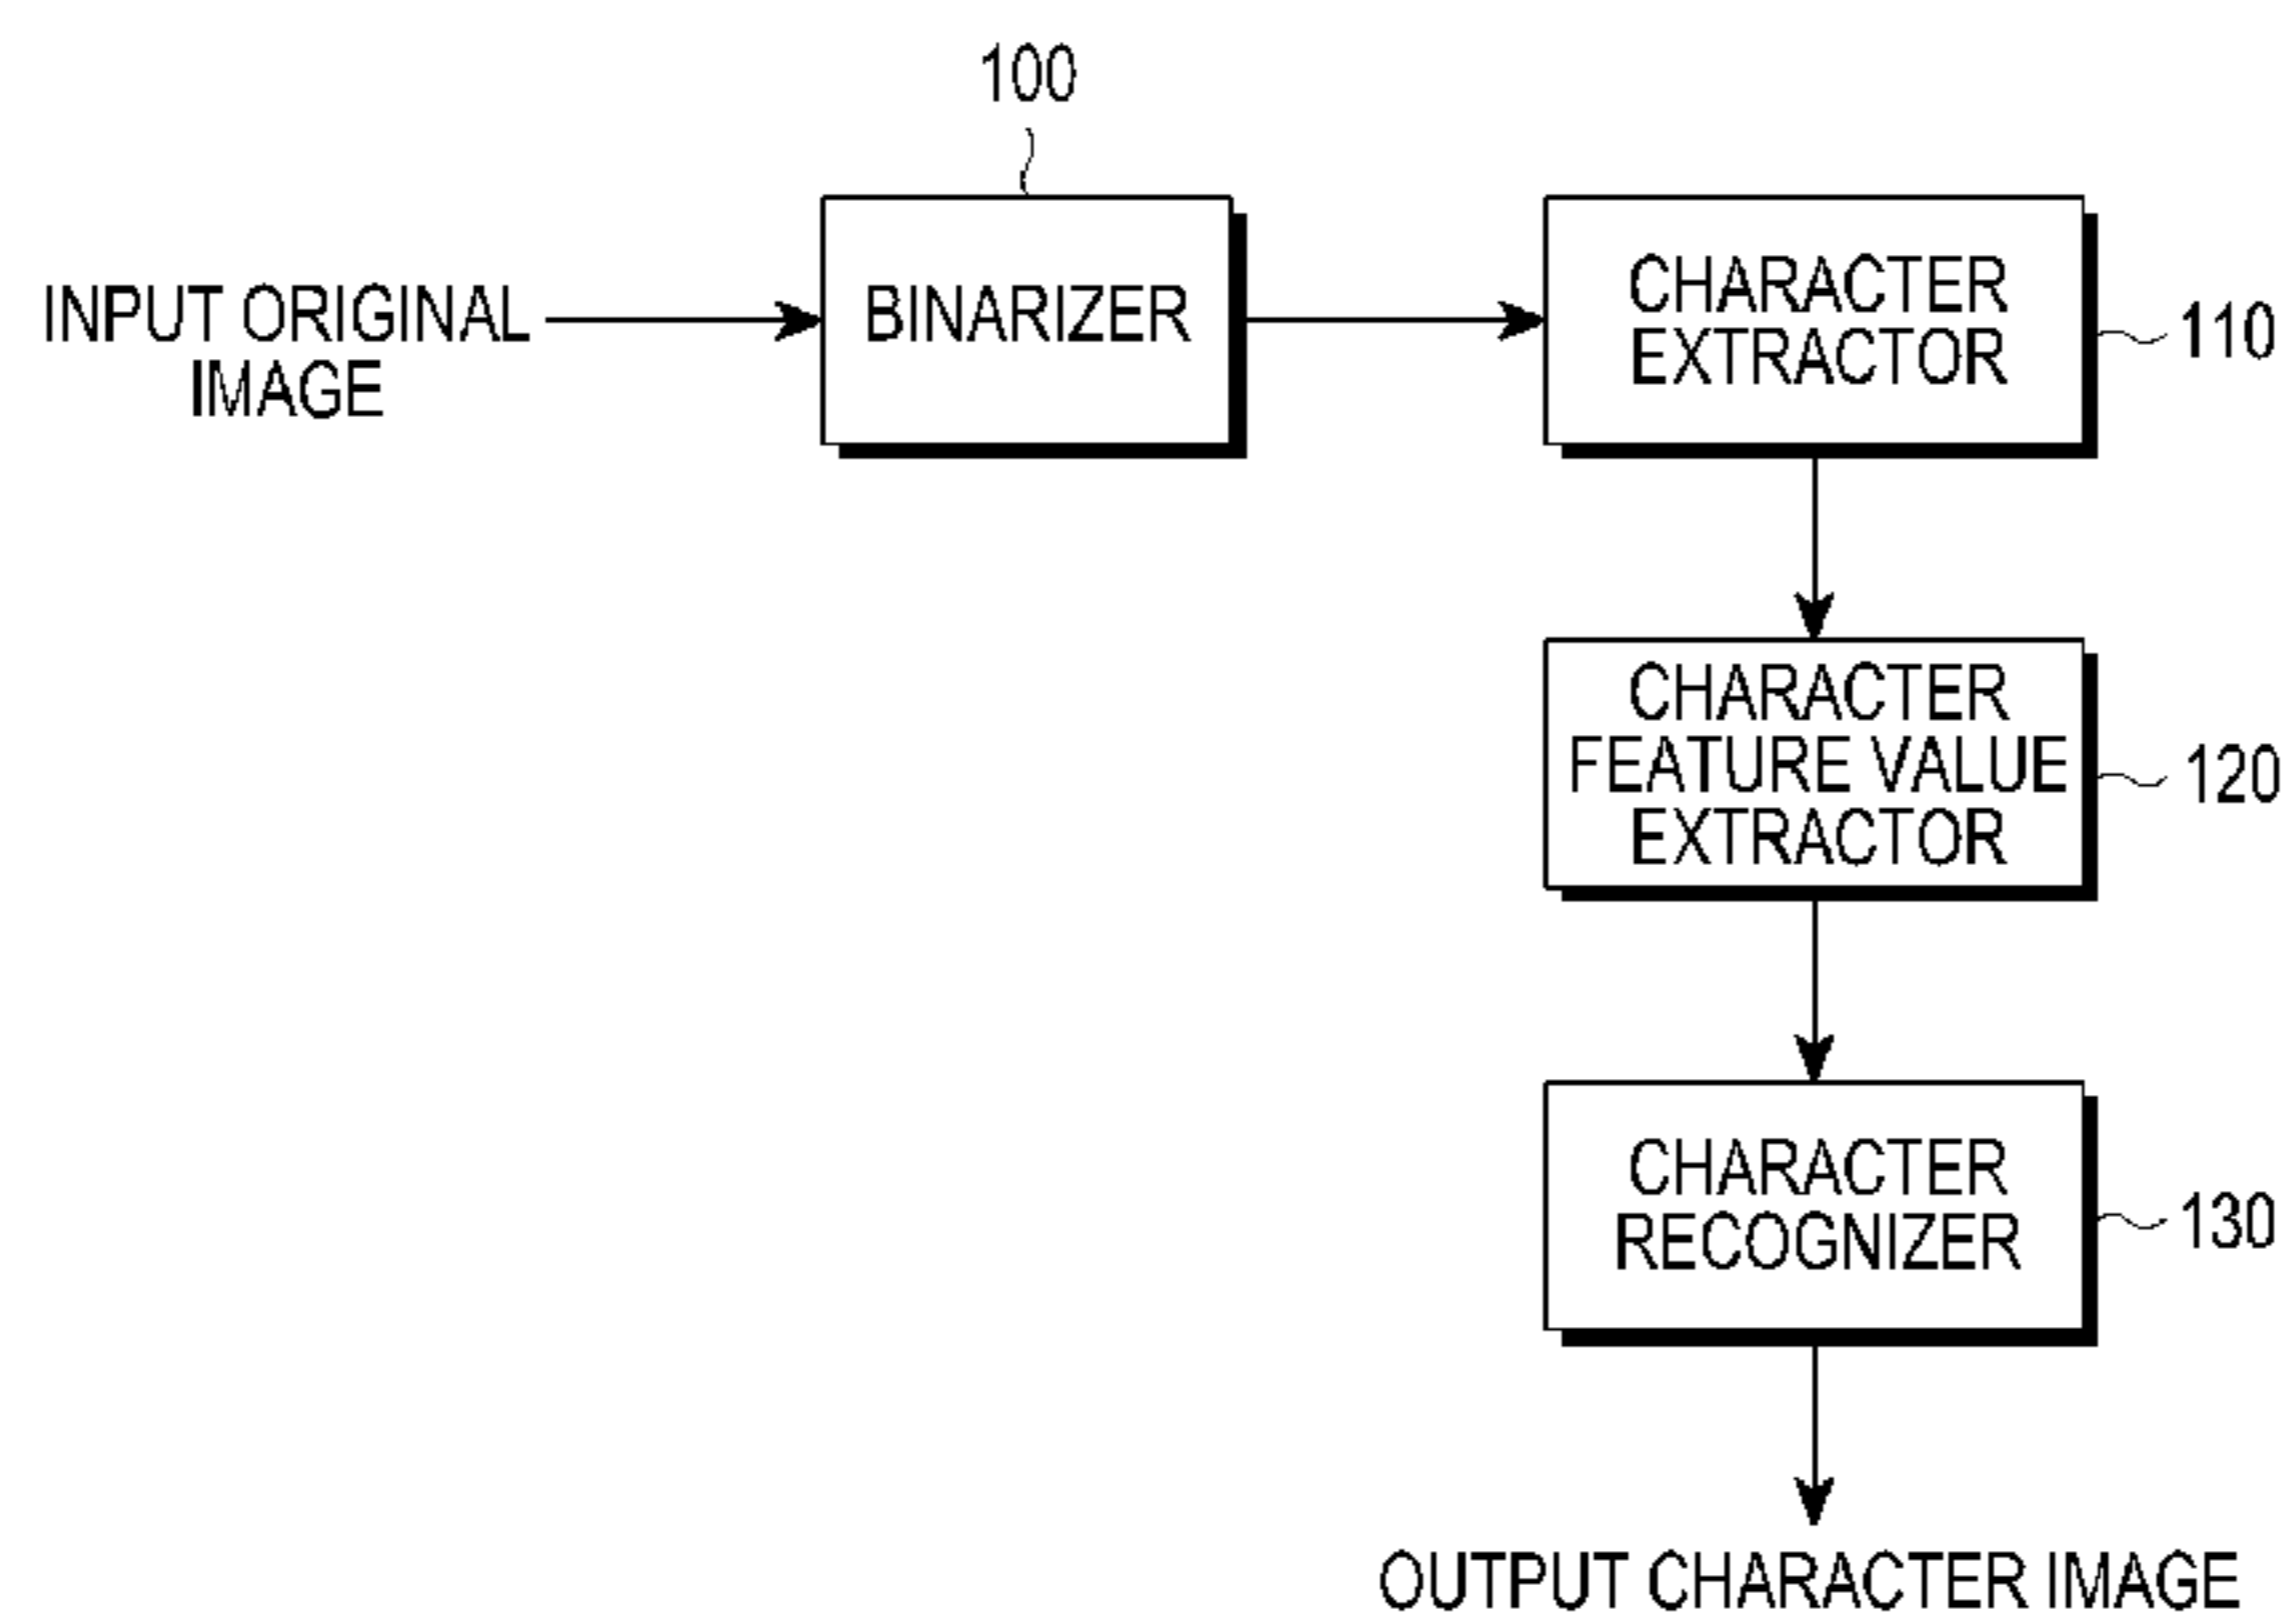 100
INPUT ORIGINAL
IMAGE
BINARIZER
CHARACTER
EXTRACTOR
110
CHARACTER
FEATURE VALUE
EXTRACTOR
120
CHARACTER
RECOGNIZER
130
OUTPUT CHARACTER IMAGE